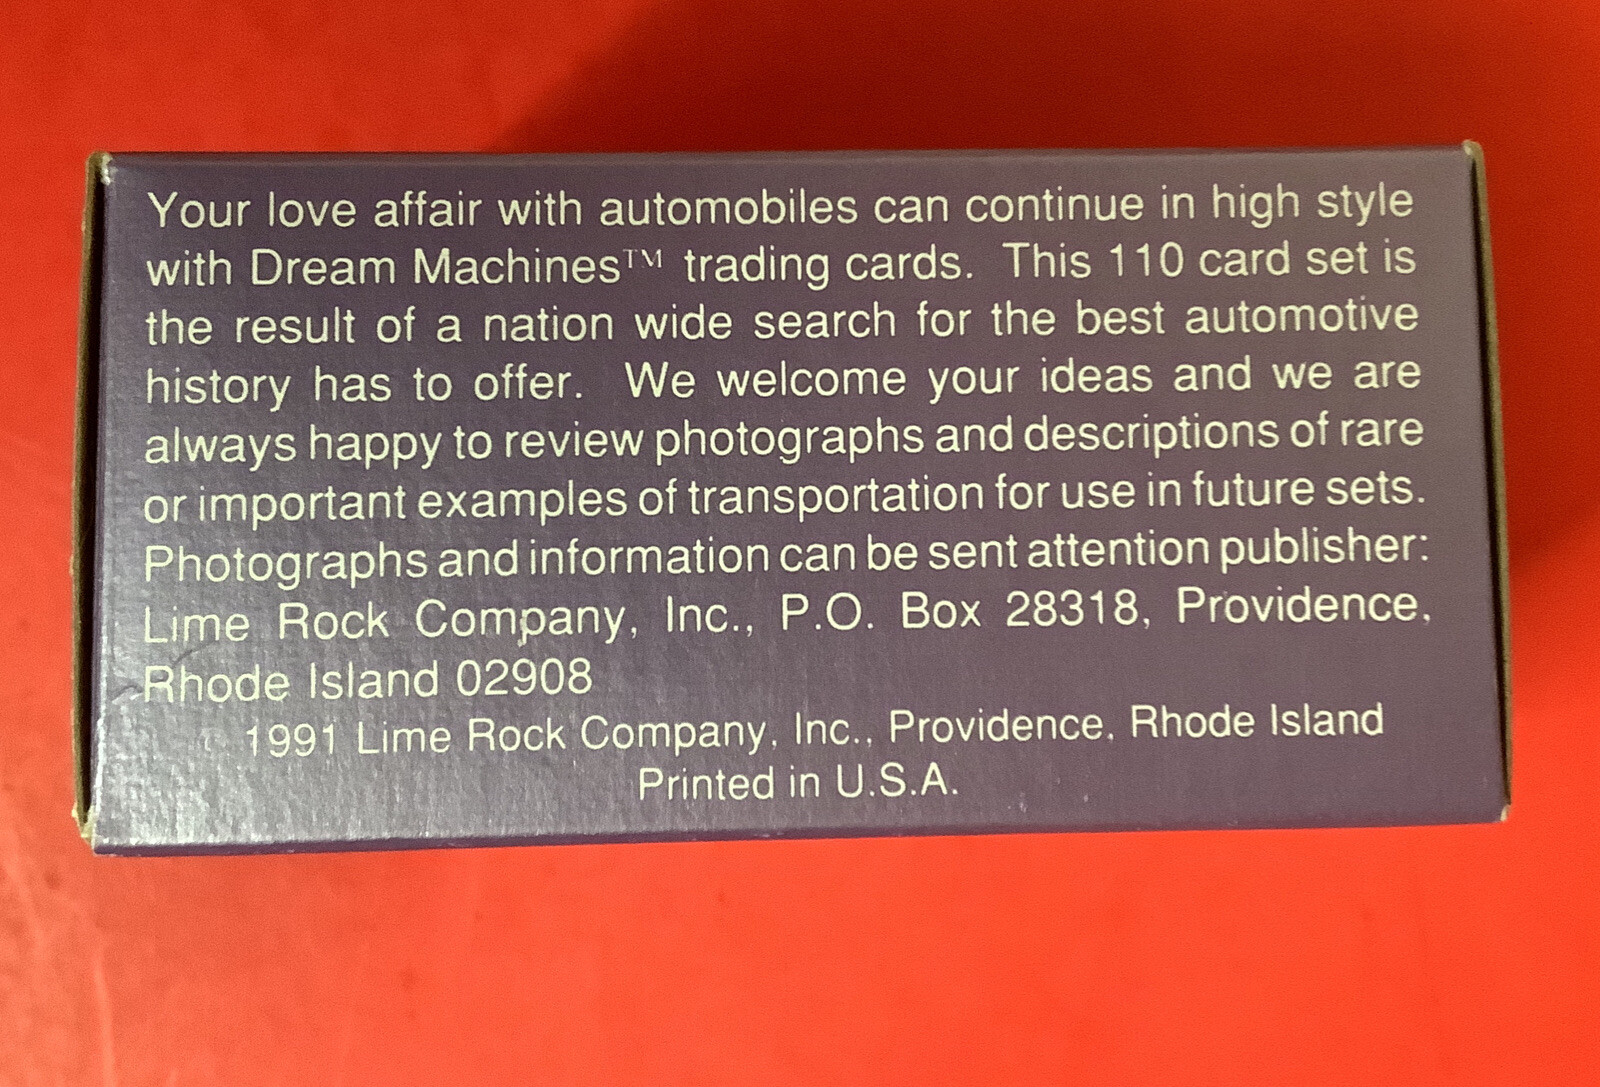 Your love affair with automobiles can continue in high style
with Dream Machines™ trading cards. This 110 card set is
the result of a nation wide search for the best automotive
history has to offer. We welcome your ideas and we are
always happy to review photographs and descriptions of rare
or important examples of transportation for use in future sets.
Photographs and information can be sent attention publisher:
Lime Rock Company, Inc., P.O. Box 28318, Providence,
Rhode Island 02908
1991 Lime Rock Company, Inc., Providence, Rhode Island
Printed in U.S.A.